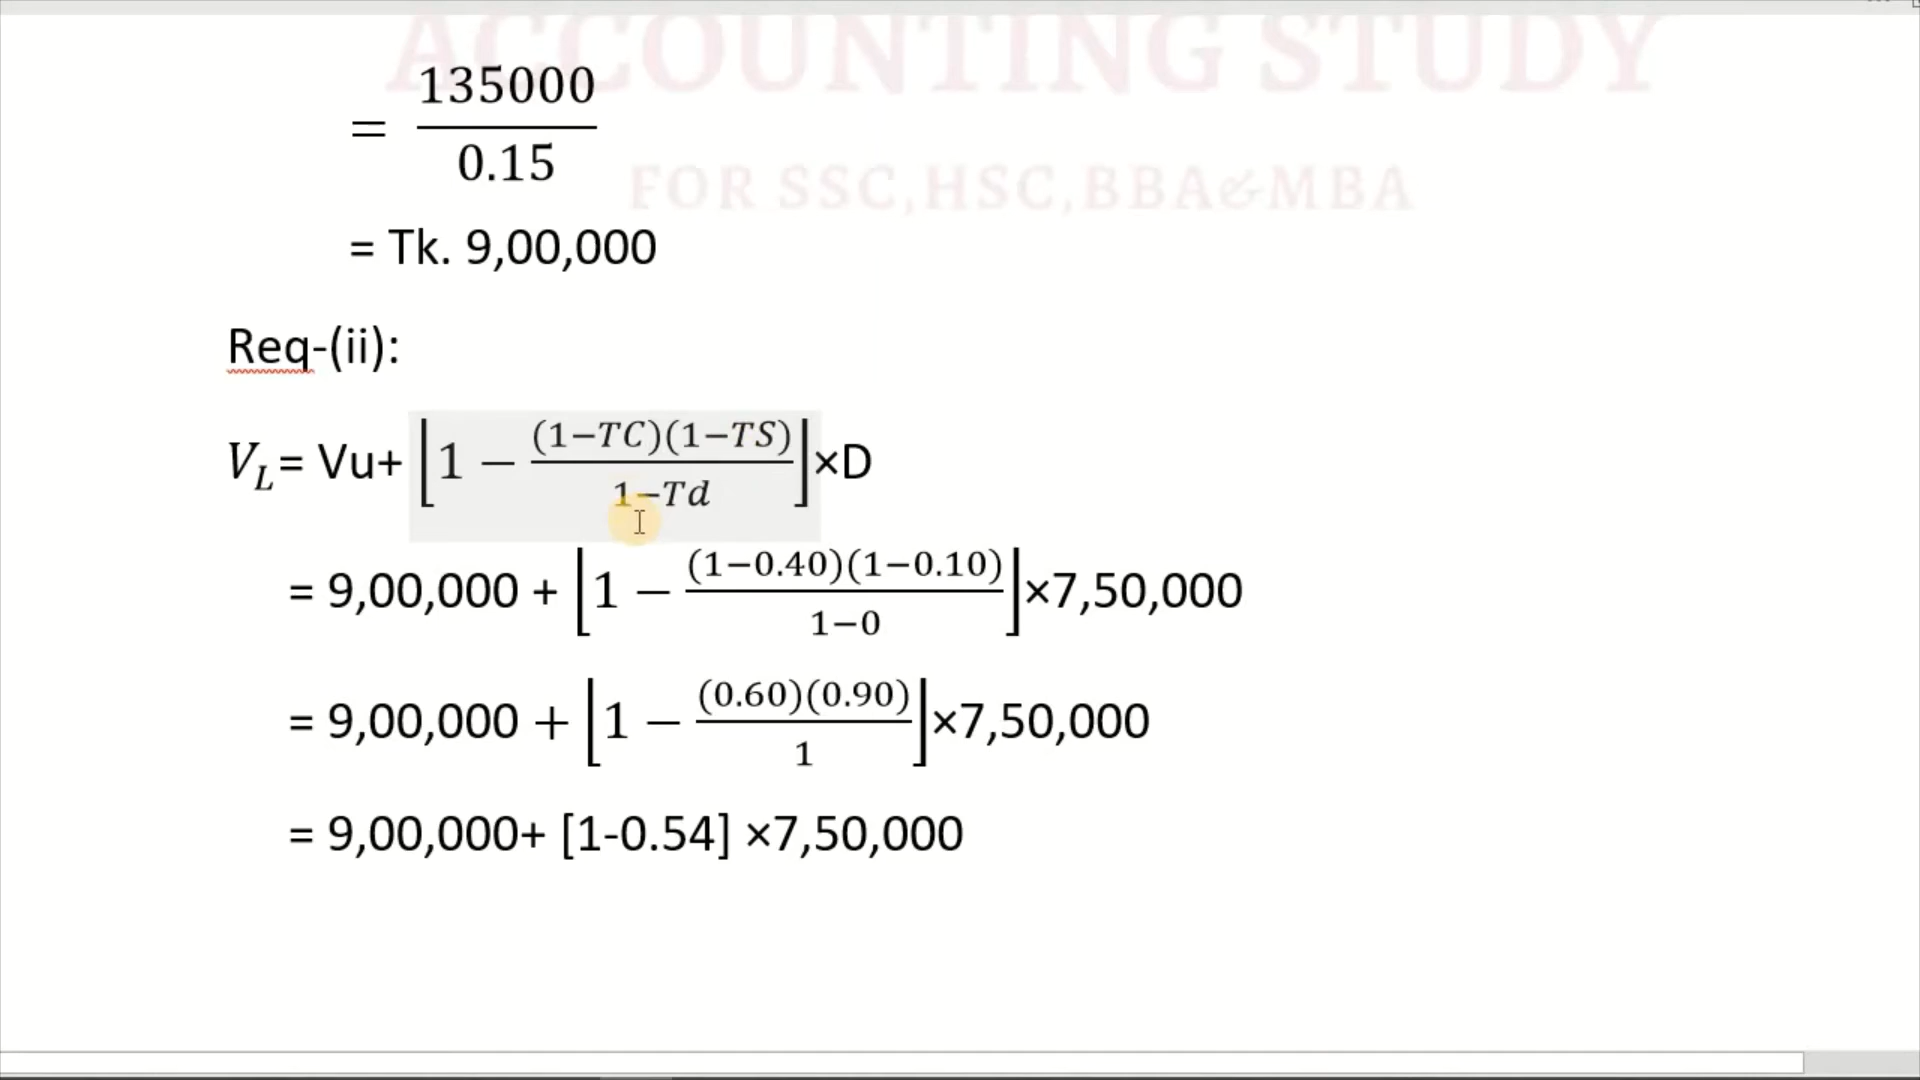 ACCOUNTING STUDY
FOR SSC,HSC,BBA&MBA
= 135000/0.15
= Tk. 9,00,000
Req-(ii):
V_L= Vu+ ⌊1 − (1−TC)(1−TS)/1−Td⌋×D
= 9,00,000 + ⌊1 − (1−0.40)(1−0.10)/1−0⌋×7,50,000
= 9,00,000 + ⌊1 − (0.60)(0.90)/1⌋×7,50,000
= 9,00,000+ [1-0.54] ×7,50,000